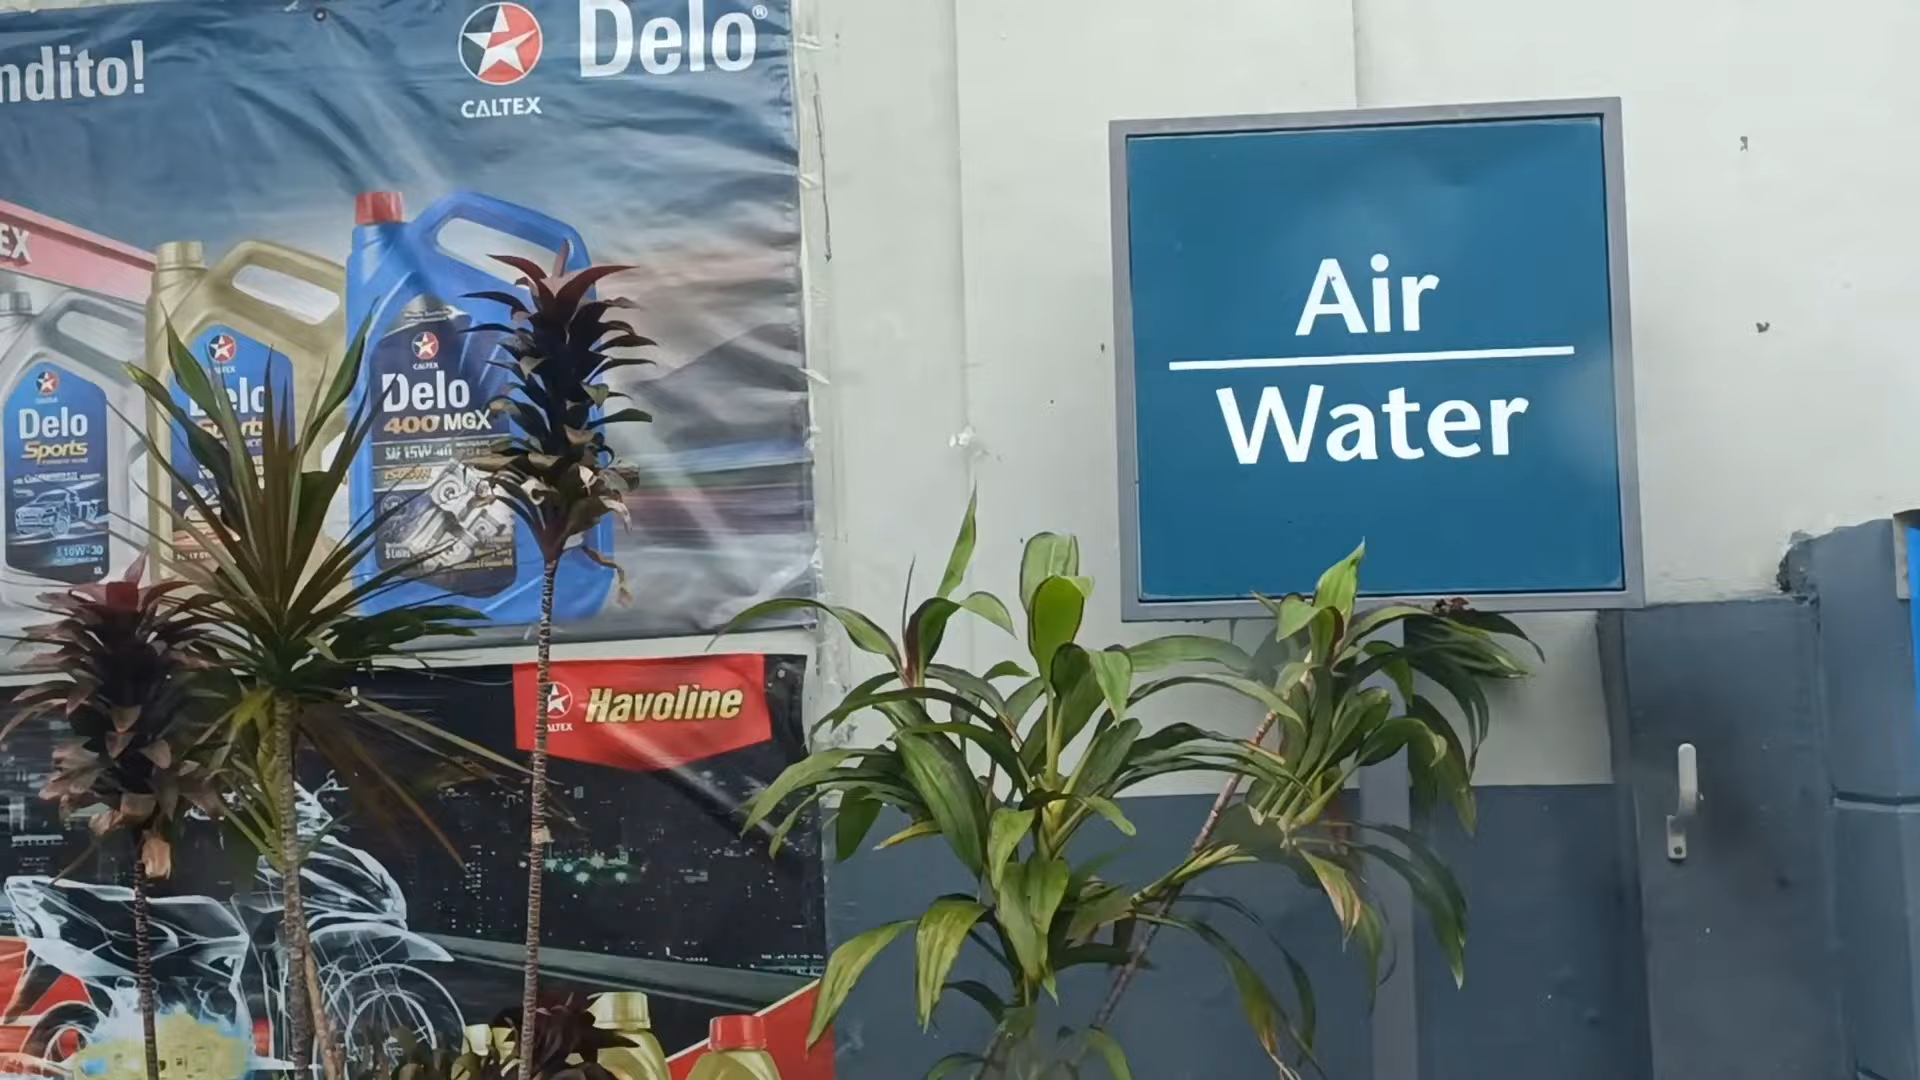 ndito!
CALTEX
Delo®
EX
Delo
Sports
10W-30
CALTEX
Delo
Sports
CALTEX
Delo
400 MGX
SAE 15W-40
Havoline
Air
Water